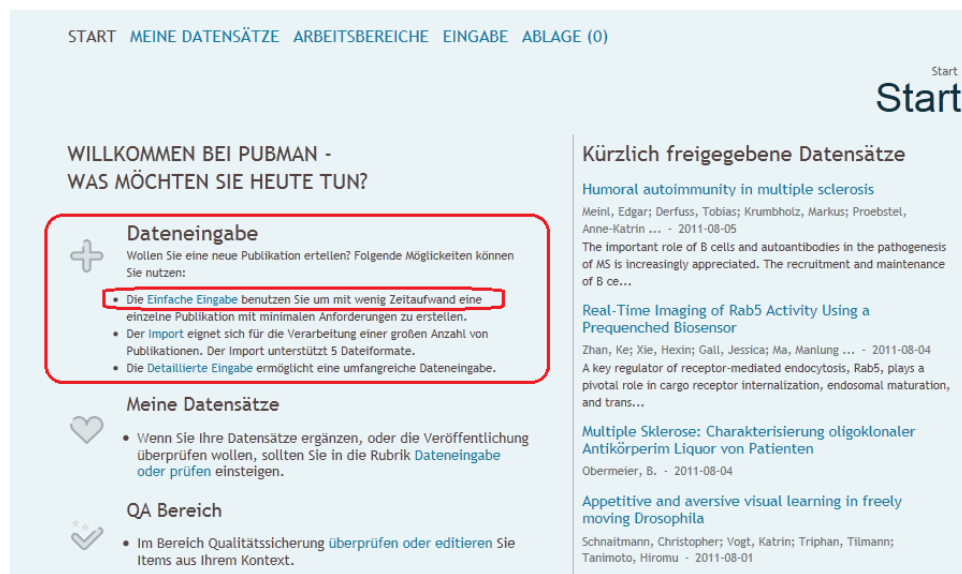 START MEINE DATENSÄTZE ARBEITSBEREICHE EINGABE ABLAGE (0)
Start
Start
WILLKOMMEN BEI PUBMAN -
WAS MÖCHTEN SIE HEUTE TUN?
Dateneingabe
Wollen Sie eine neue Publikation ertellen? Folgende Möglickeiten können
Sie nutzen:
• Die Einfache Eingabe benutzen Sie um mit wenig Zeitaufwand eine
einzelne Publikation mit minimalen Anforderungen zu erstellen.
• Der Import eignet sich für die Verarbeitung einer großen Anzahl von
Publikationen. Der Import unterstützt 5 Dateiformate.
• Die Detaillierte Eingabe ermöglicht eine umfangreiche Dateneingabe.
Meine Datensätze
• Wenn Sie Ihre Datensätze ergänzen, oder die Veröffentlichung
überprüfen wollen, sollten Sie in die Rubrik Dateneingabe
oder prüfen einsteigen.
QA Bereich
• Im Bereich Qualitätssicherung überprüfen oder editieren Sie
Items aus Ihrem Kontext.
Kürzlich freigegebene Datensätze
Humoral autoimmunity in multiple sclerosis
Meinl, Edgar; Derfuss, Tobias; Krumbholz, Markus; Proebstel,
Anne-Katrin ... - 2011-08-05
The important role of B cells and autoantibodies in the pathogenesis
of MS is increasingly appreciated. The recruitment and maintenance
of B ce...
Real-Time Imaging of Rab5 Activity Using a
Prequenched Biosensor
Zhan, Ke; Xie, Hexin; Gall, Jessica; Ma, Manlung ... - 2011-08-04
A key regulator of receptor-mediated endocytosis, Rab5, plays a
pivotal role in cargo receptor internalization, endosomal maturation,
and trans...
Multiple Sklerose: Charakterisierung oligoklonaler
Antikörperim Liquor von Patienten
Obermeier, B. - 2011-08-04
Appetitive and aversive visual learning in freely
moving Drosophila
Schnaitmann, Christopher; Vogt, Katrin; Triphan, Tilmann;
Tanimoto, Hiromu - 2011-08-01